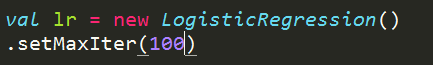 val lr = new LogisticRegression()
.setMaxIter(100)